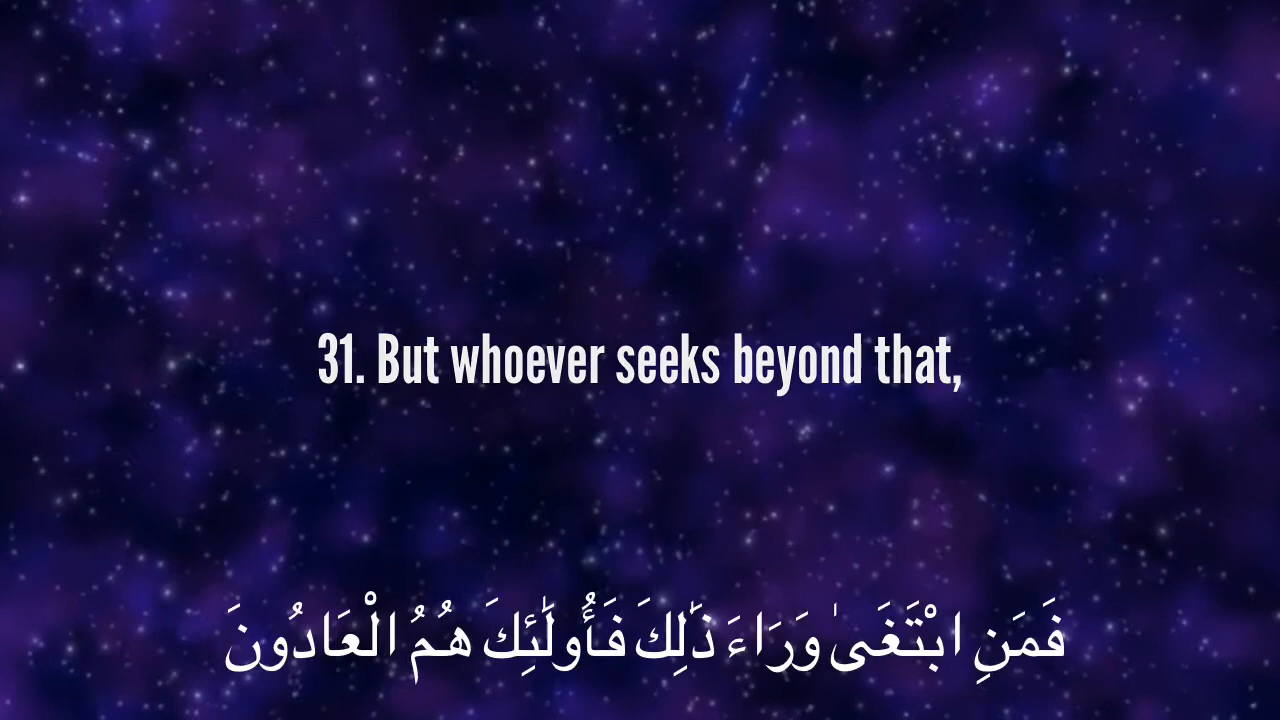 31. But whoever seeks beyond that,
فَمَنِ ابْتَغَىٰ وَرَاءَ ذَٰلِكَ فَأُولَٰئِكَ هُمُ الْعَادُونَ